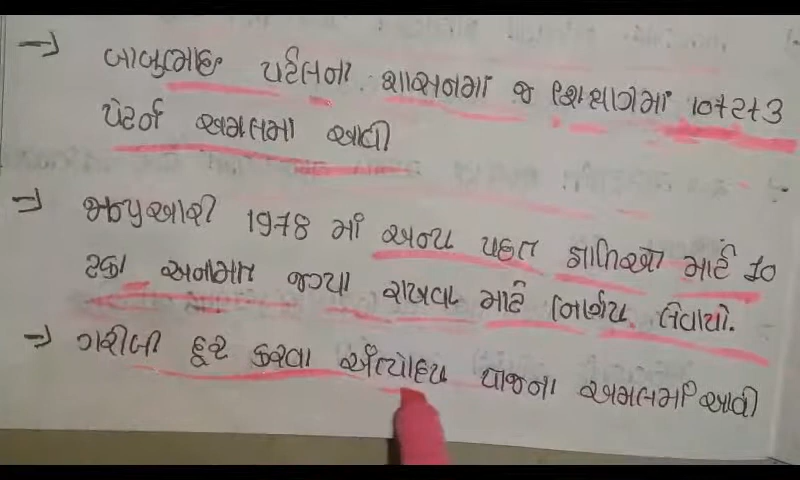 → બાબુભાઈ પટેલના શાસનમાં જ શિક્ષણમાં 10+2+3
પેટર્ન અમલમાં આવી
→ જાન્યુઆરી 1978 માં અન્ય પછાત જ્ઞાતિઓ માટે 10
ટકા અનામત જગ્યા રાખવા માટે નિર્ણય લેવાયો.
→ ગરીબી દૂર કરવા અંત્યોદય યોજના અમલમાં આવી